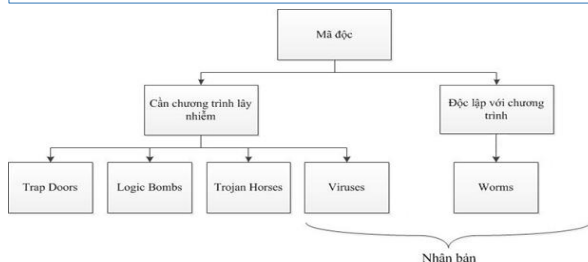 Mã độc
Cần chương trình lây
nhiễm
Độc lập với chương
trình
Trap Doors
Logic Bombs
Trojan Horses
Viruses
Worms
Nhân bản